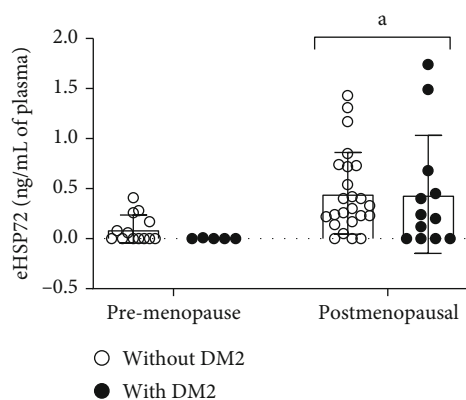 a
eHSP72 (ng/mL of plasma)
2.0
1.5
1.0
0.5
0.0
–0.5
Pre-menopause Postmenopausal
Without DM2
With DM2